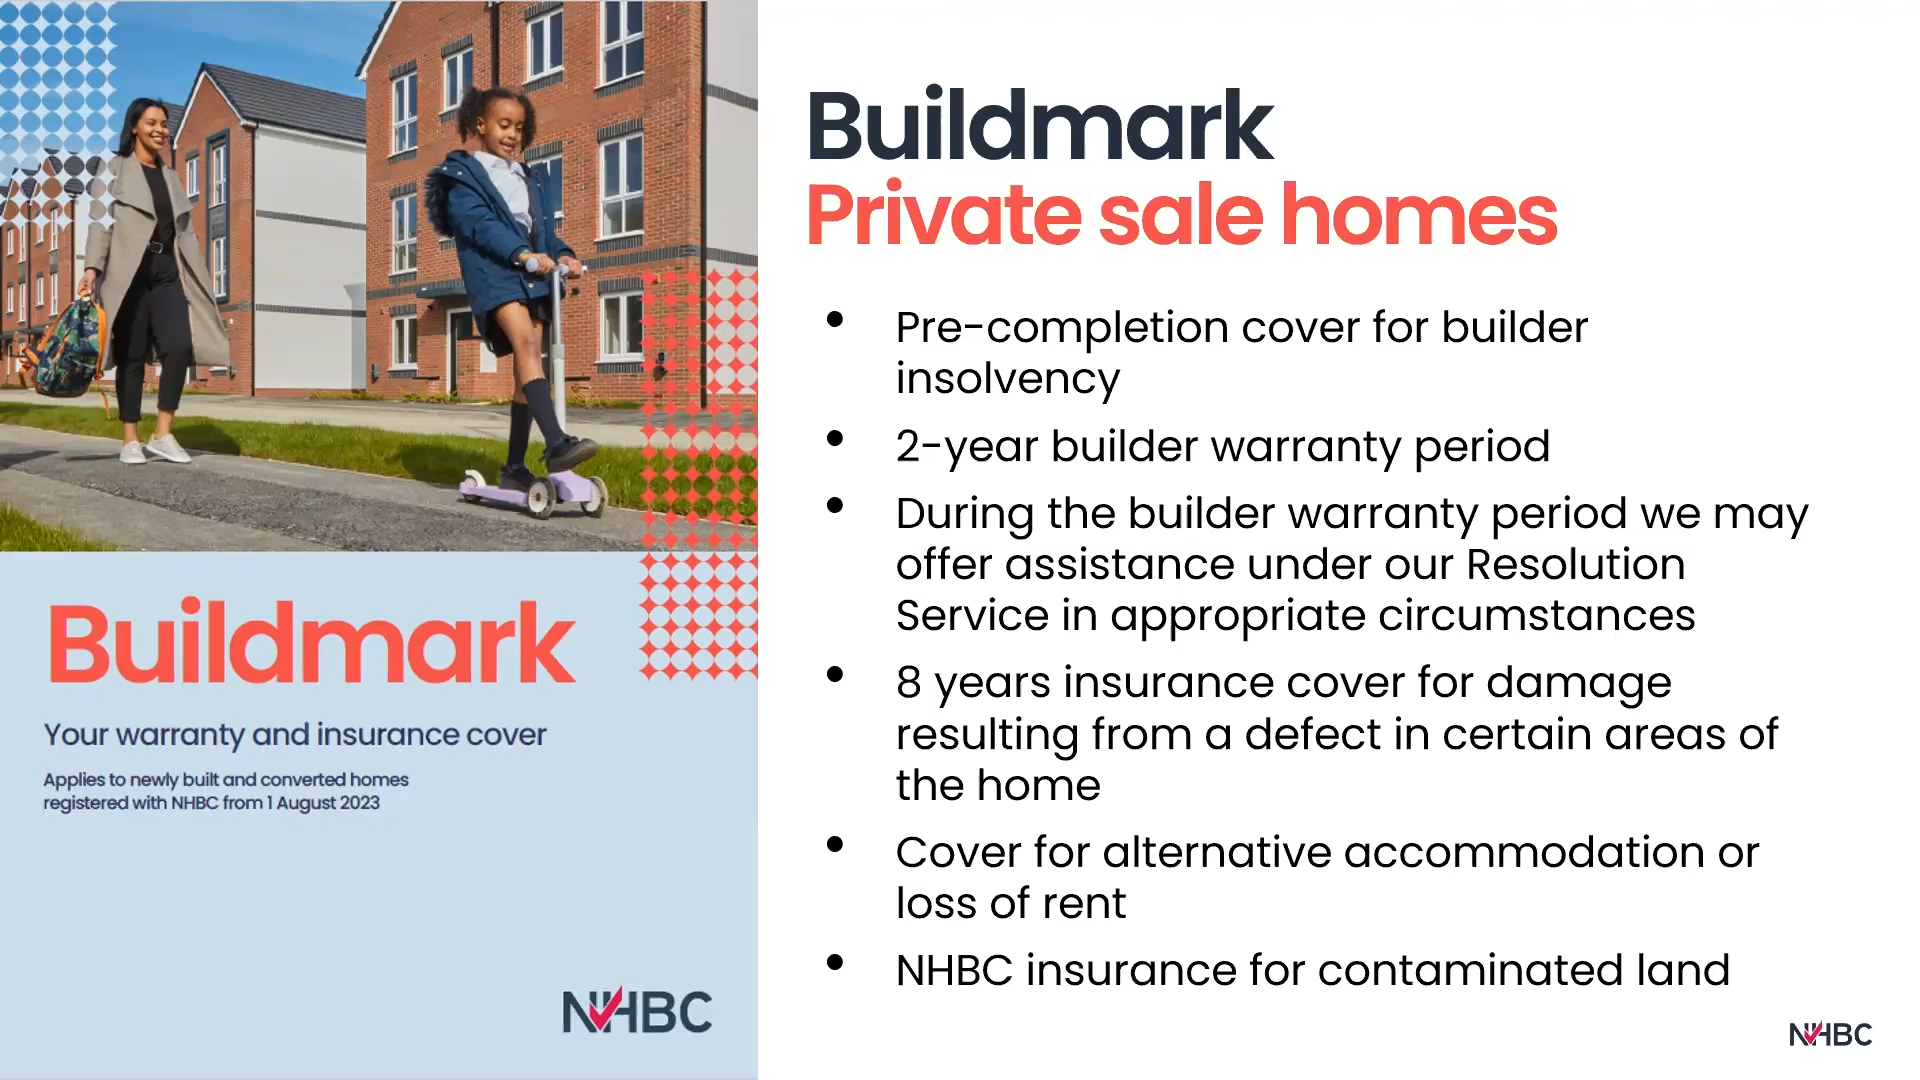 Buildmark
Your warranty and insurance cover
Applies to newly built and converted homes
registered with NHBC from 1 August 2023
NHBC
Buildmark
Private sale homes
• Pre-completion cover for builder
insolvency
• 2-year builder warranty period
• During the builder warranty period we may
offer assistance under our Resolution
Service in appropriate circumstances
• 8 years insurance cover for damage
resulting from a defect in certain areas of
the home
• Cover for alternative accommodation or
loss of rent
• NHBC insurance for contaminated land
NHBC